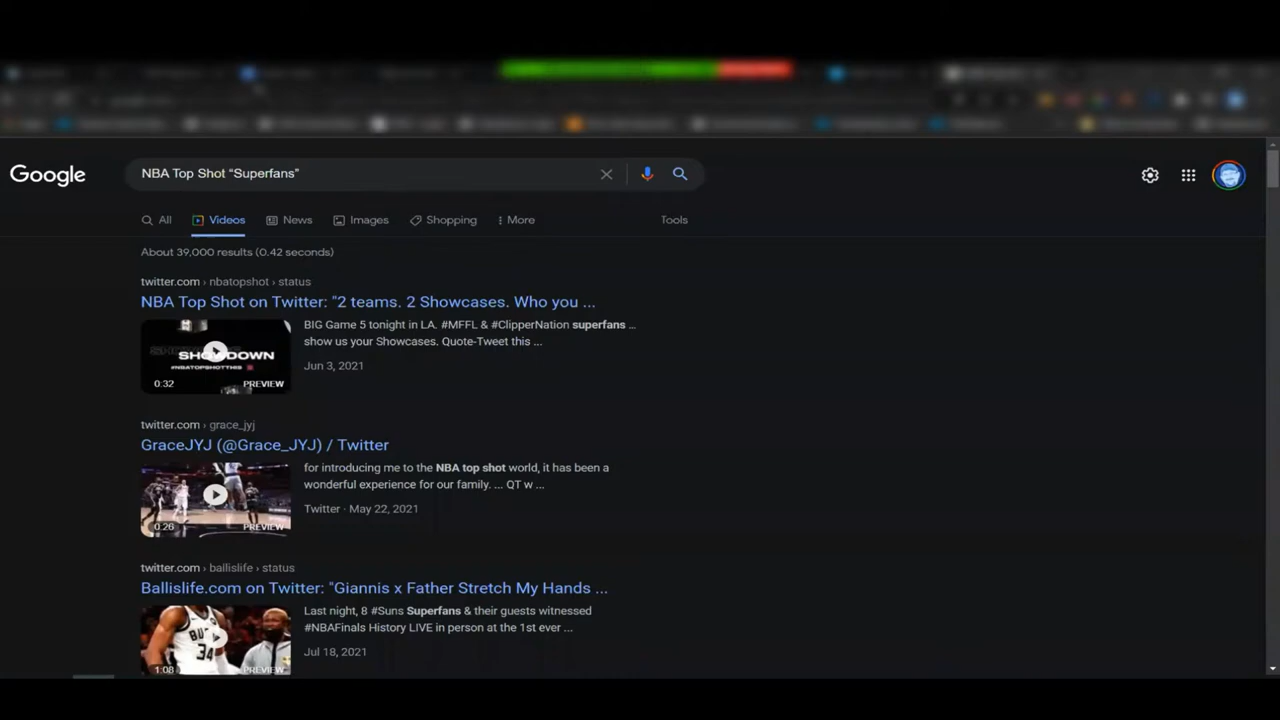 Google
NBA Top Shot “Superfans”
All Videos News Images Shopping More Tools
About 39,000 results (0.42 seconds)
twitter.com › nbatopshot › status
NBA Top Shot on Twitter: "2 teams. 2 Showcases. Who you ...
SHOWDOWN
#NBATOPSHOTTHIS
0:32 PREVIEW
BIG Game 5 tonight in LA. #MFFL & #ClipperNation superfans ...
show us your Showcases. Quote-Tweet this ...
Jun 3, 2021
twitter.com › grace_jyj
GraceJYJ (@Grace_JYJ) / Twitter
0:26 PREVIEW
for introducing me to the NBA top shot world, it has been a
wonderful experience for our family. ... QT w ...
Twitter · May 22, 2021
twitter.com › ballislife › status
Ballislife.com on Twitter: "Giannis x Father Stretch My Hands ...
34
1:08 PREVIEW
Last night, 8 #Suns Superfans & their guests witnessed
#NBAFinals History LIVE in person at the 1st ever ...
Jul 18, 2021